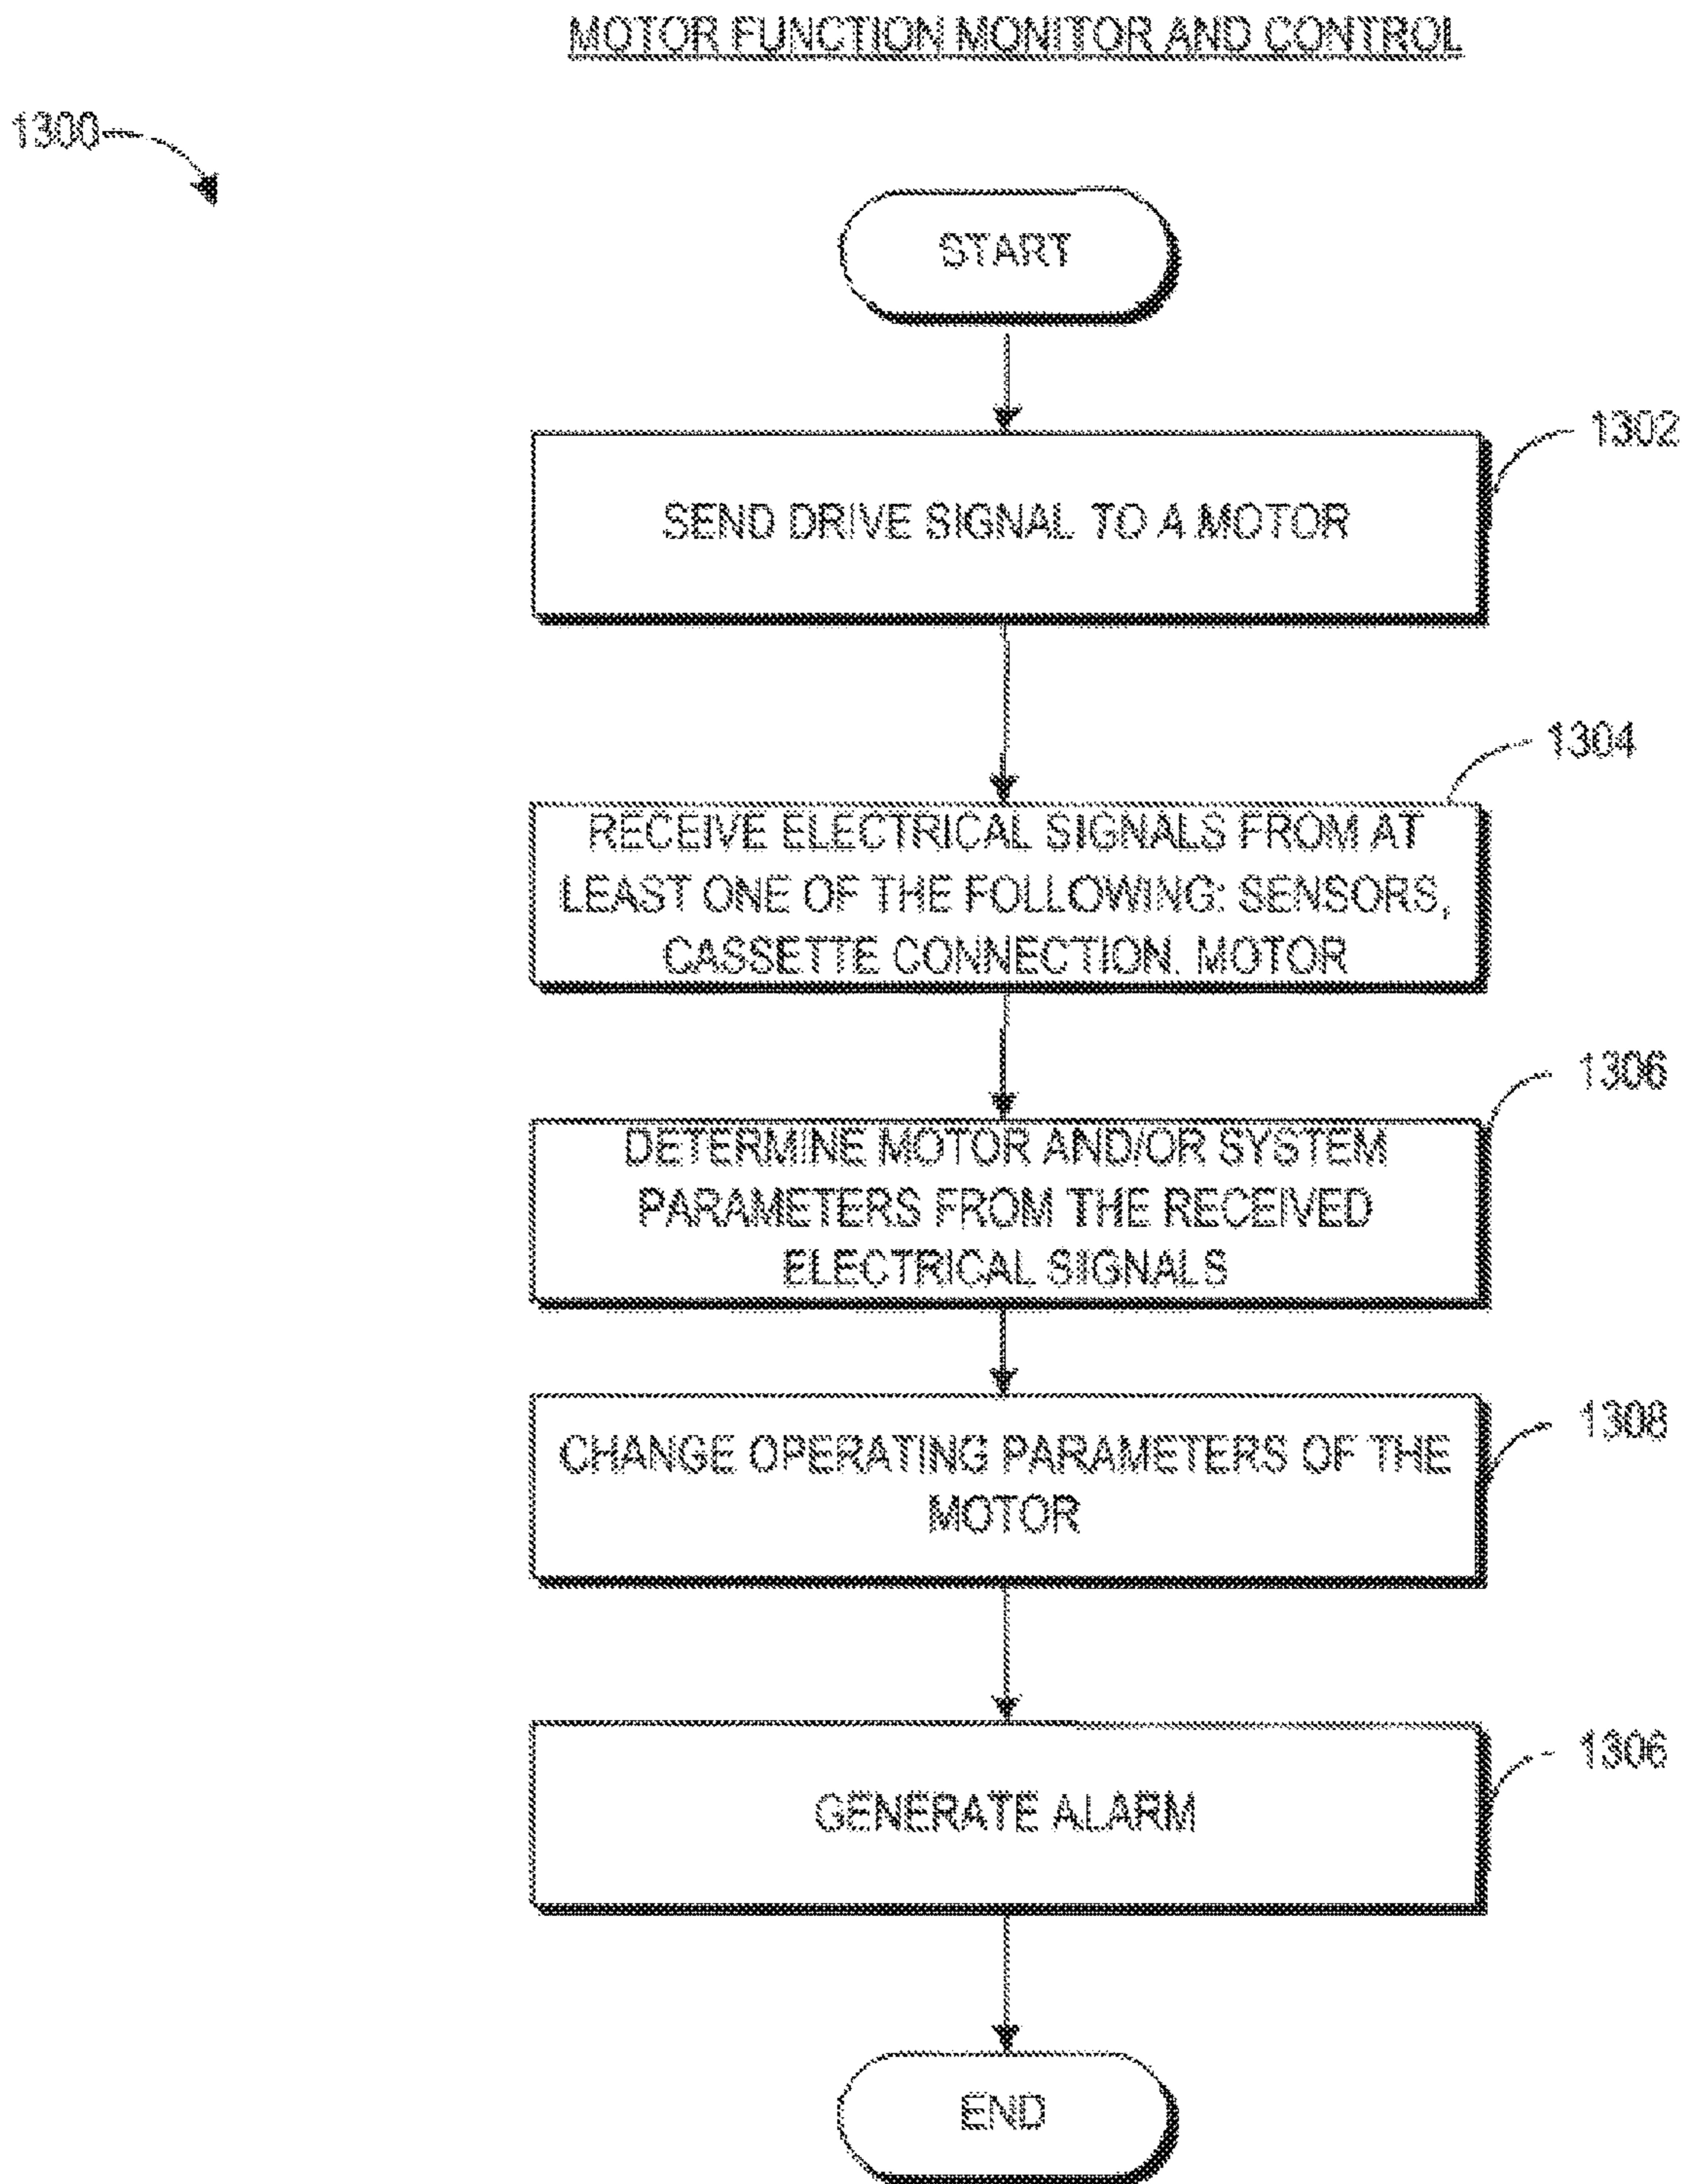 MOTOR FUNCTION MONITOR AND CONTROL
1300
START
1302
SEND DRIVE SIGNAL TO A MOTOR
1304
RECEIVE ELECTRICAL SIGNALS FROM AT
LEAST ONE OF THE FOLLOWING: SENSORS,
CASSETTE CONNECTION. MOTOR
1306
DETERMINE MOTOR AND/OR SYSTEM
PARAMETERS FROM THE RECEIVED
ELECTRICAL SIGNALS
1308
CHANGE OPERATING PARAMETERS OF THE
MOTOR
1306
GENERATE ALARM
END